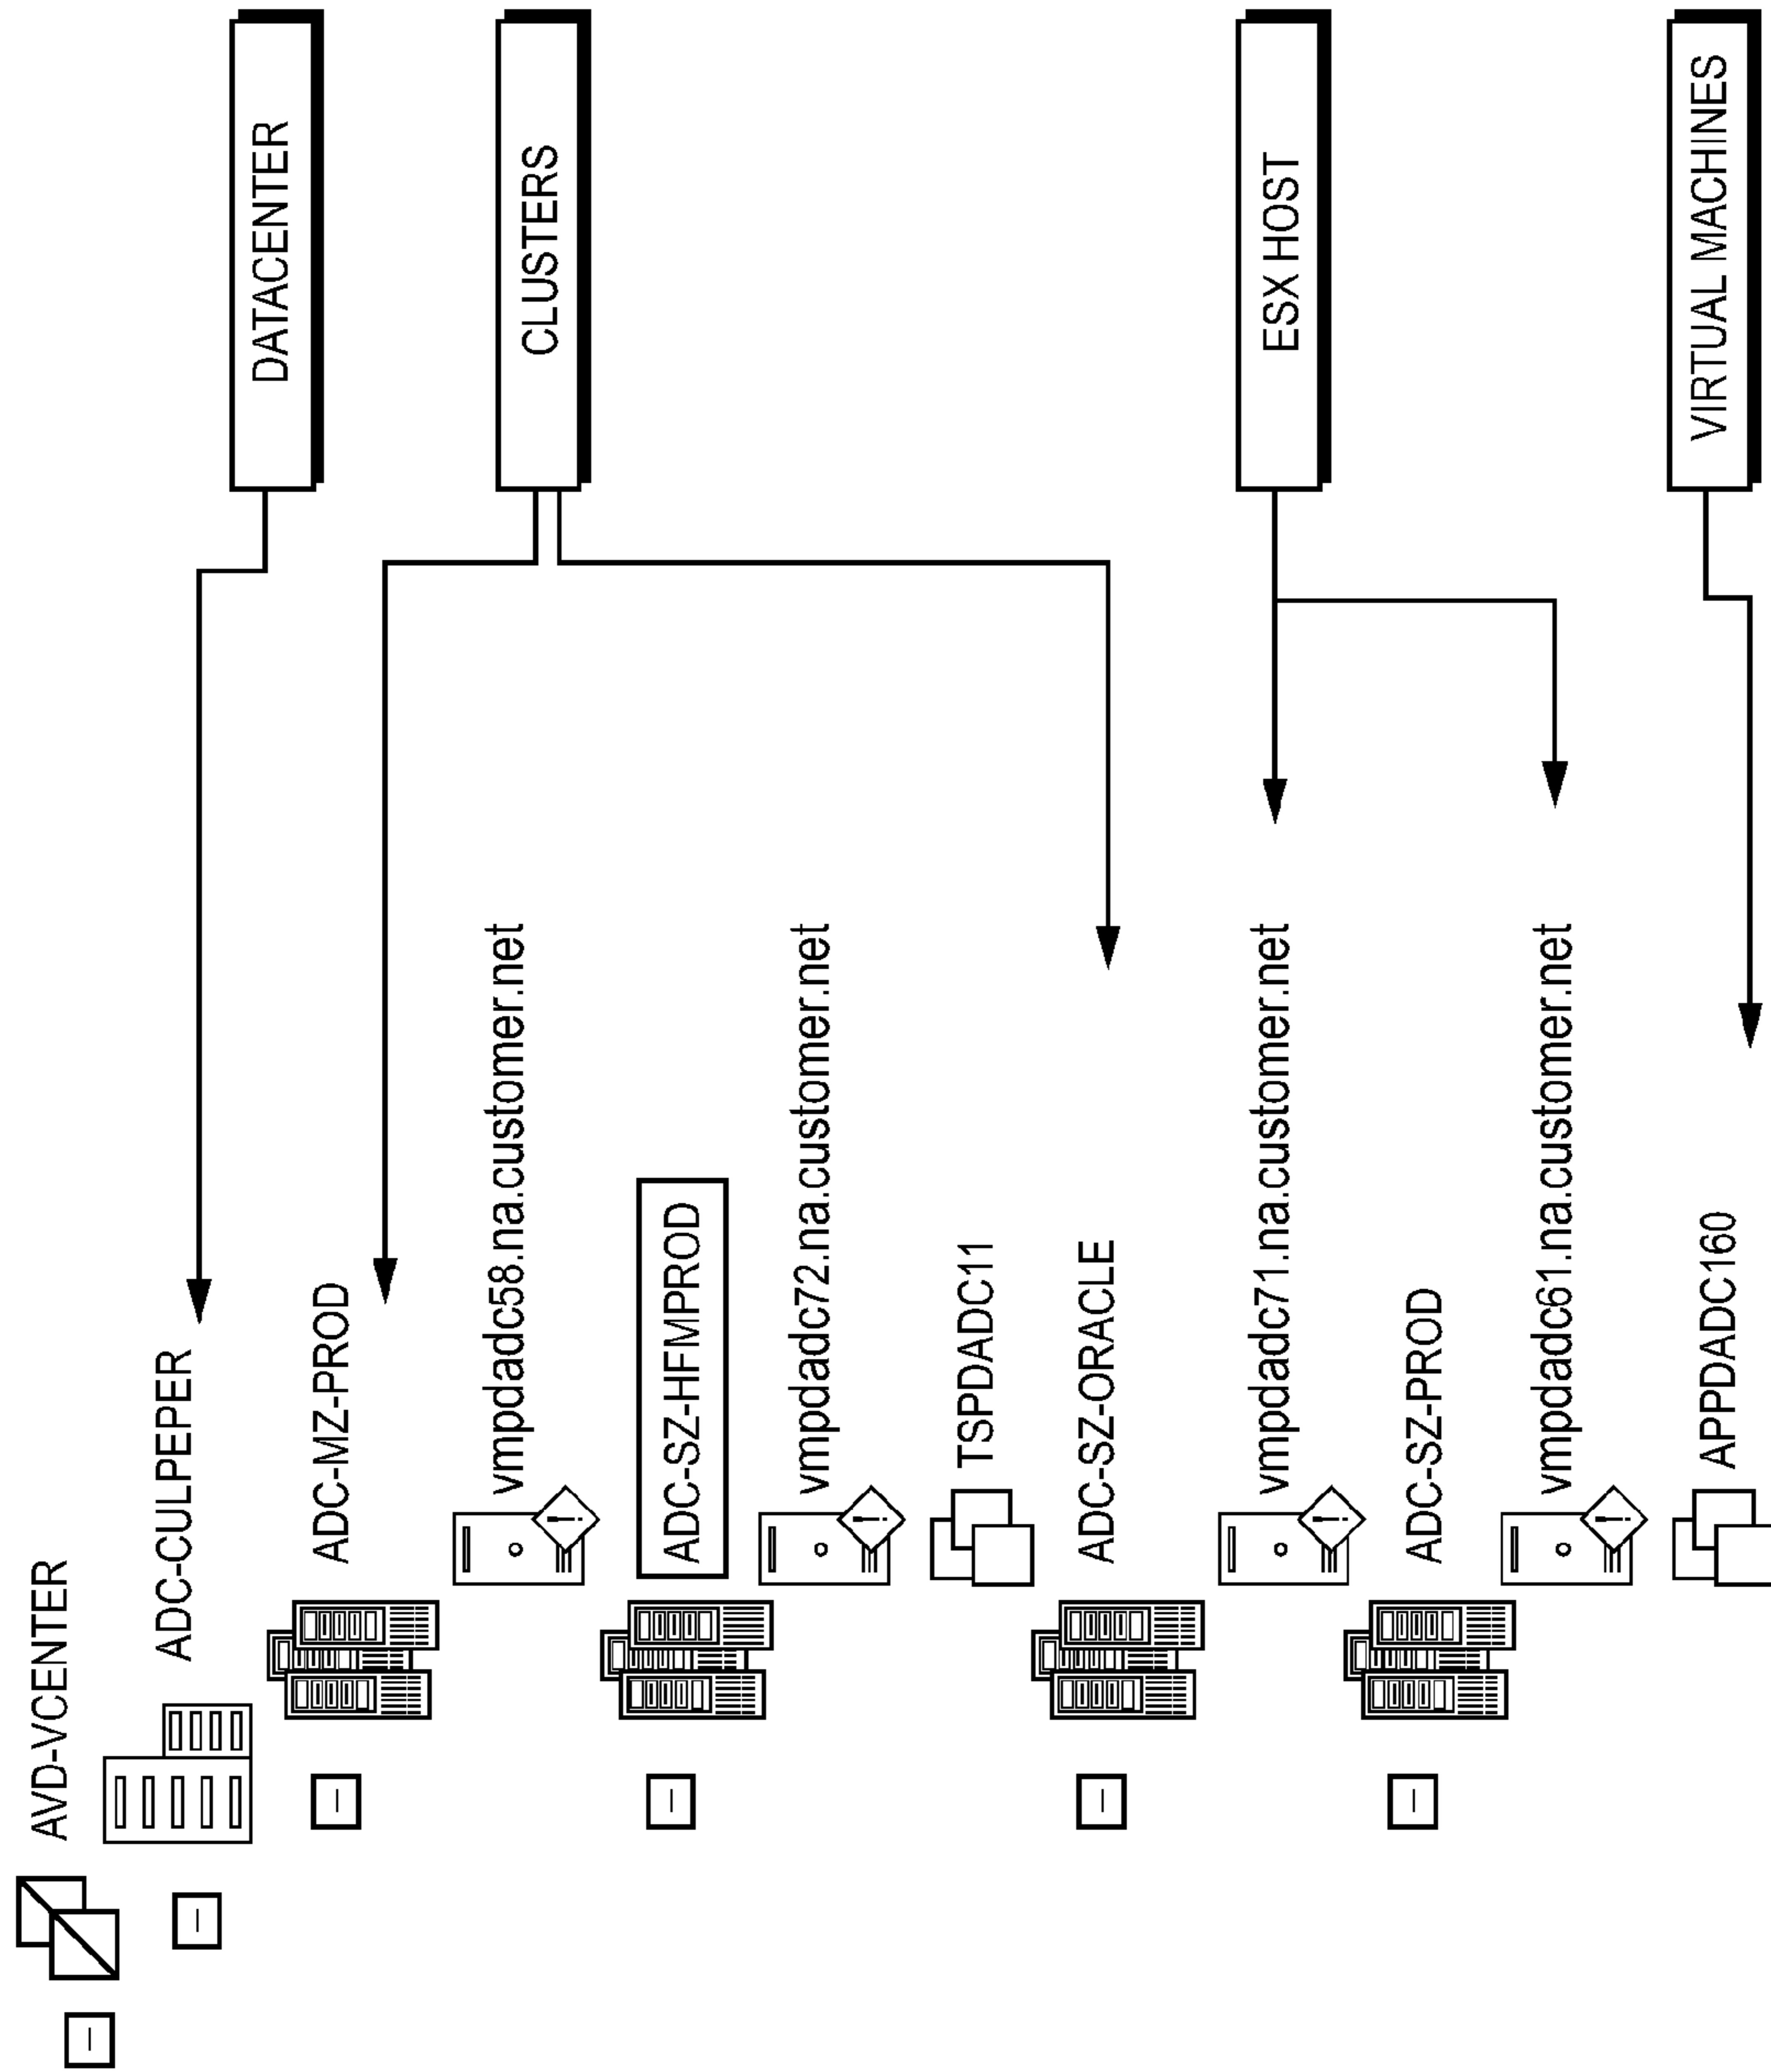 AVD-VCENTER
ADC-CULPEPER
DATACENTER
ADC-MZ-PROD
CLUSTERS
vmpdadc58.na.customer.net
ADC-SZ-HFMPROD
vmpdadc72.na.customer.net
TSPDADC11
ADC-SZ-ORACLE
vmpdadc71.na.customer.net
ESX HOST
ADC-SZ-PROD
vmpdadc61.na.customer.net
APPDADC160
VIRTUAL MACHINES